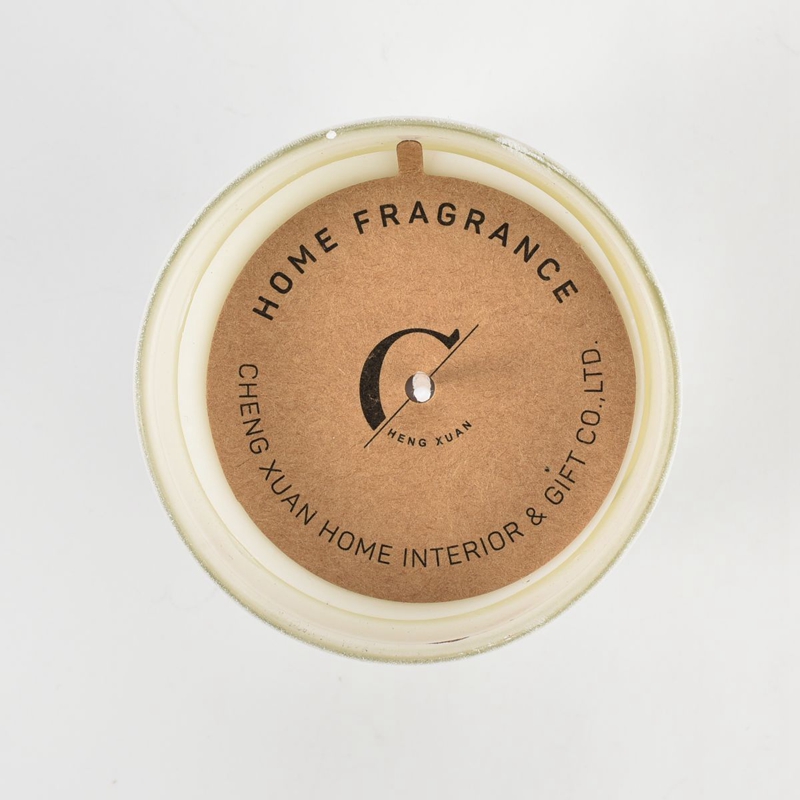 HOME FRAGRANCE
C
HENG XUAN
CHENG XUAN HOME INTERIOR & GIFT CO.,LTD.